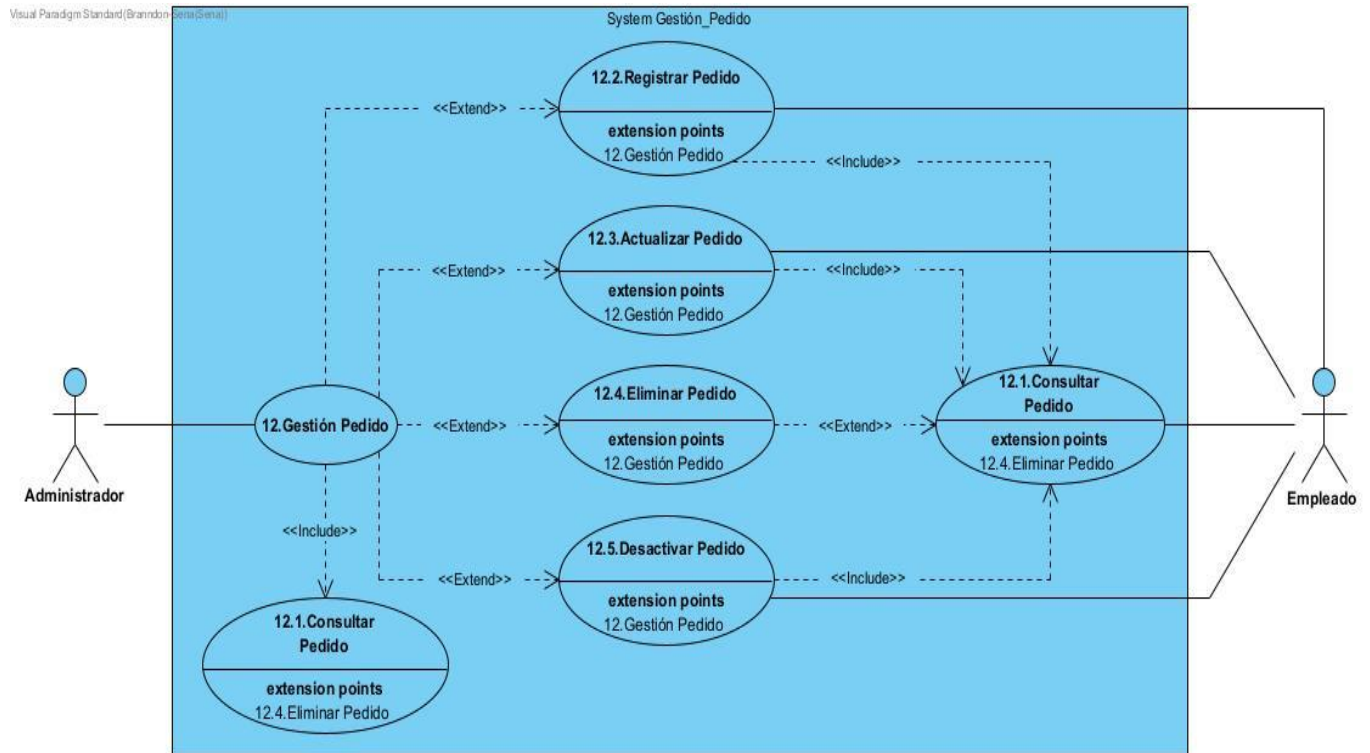 Visual Paradigm Standard(Branndon-Sena(Sena))
System Gestión_Pedido
12.2.Registrar Pedido
<<Extend>>
extension points
12.Gestión Pedido
<<Include>>
12.3.Actualizar Pedido
<<Extend>>
<<Include>>
extension points
12.Gestión Pedido
12.4.Eliminar Pedido
12.1.Consultar
Pedido
12.Gestión Pedido
<<Extend>>
<<Extend>>
extension points
12.Gestión Pedido
extension points
12.4.Eliminar Pedido
Administrador
Empleado
<<Include>>
12.5.Desactivar Pedido
<<Extend>>
<<Include>>
extension points
12.Gestión Pedido
12.1.Consultar
Pedido
extension points
12.4.Eliminar Pedido